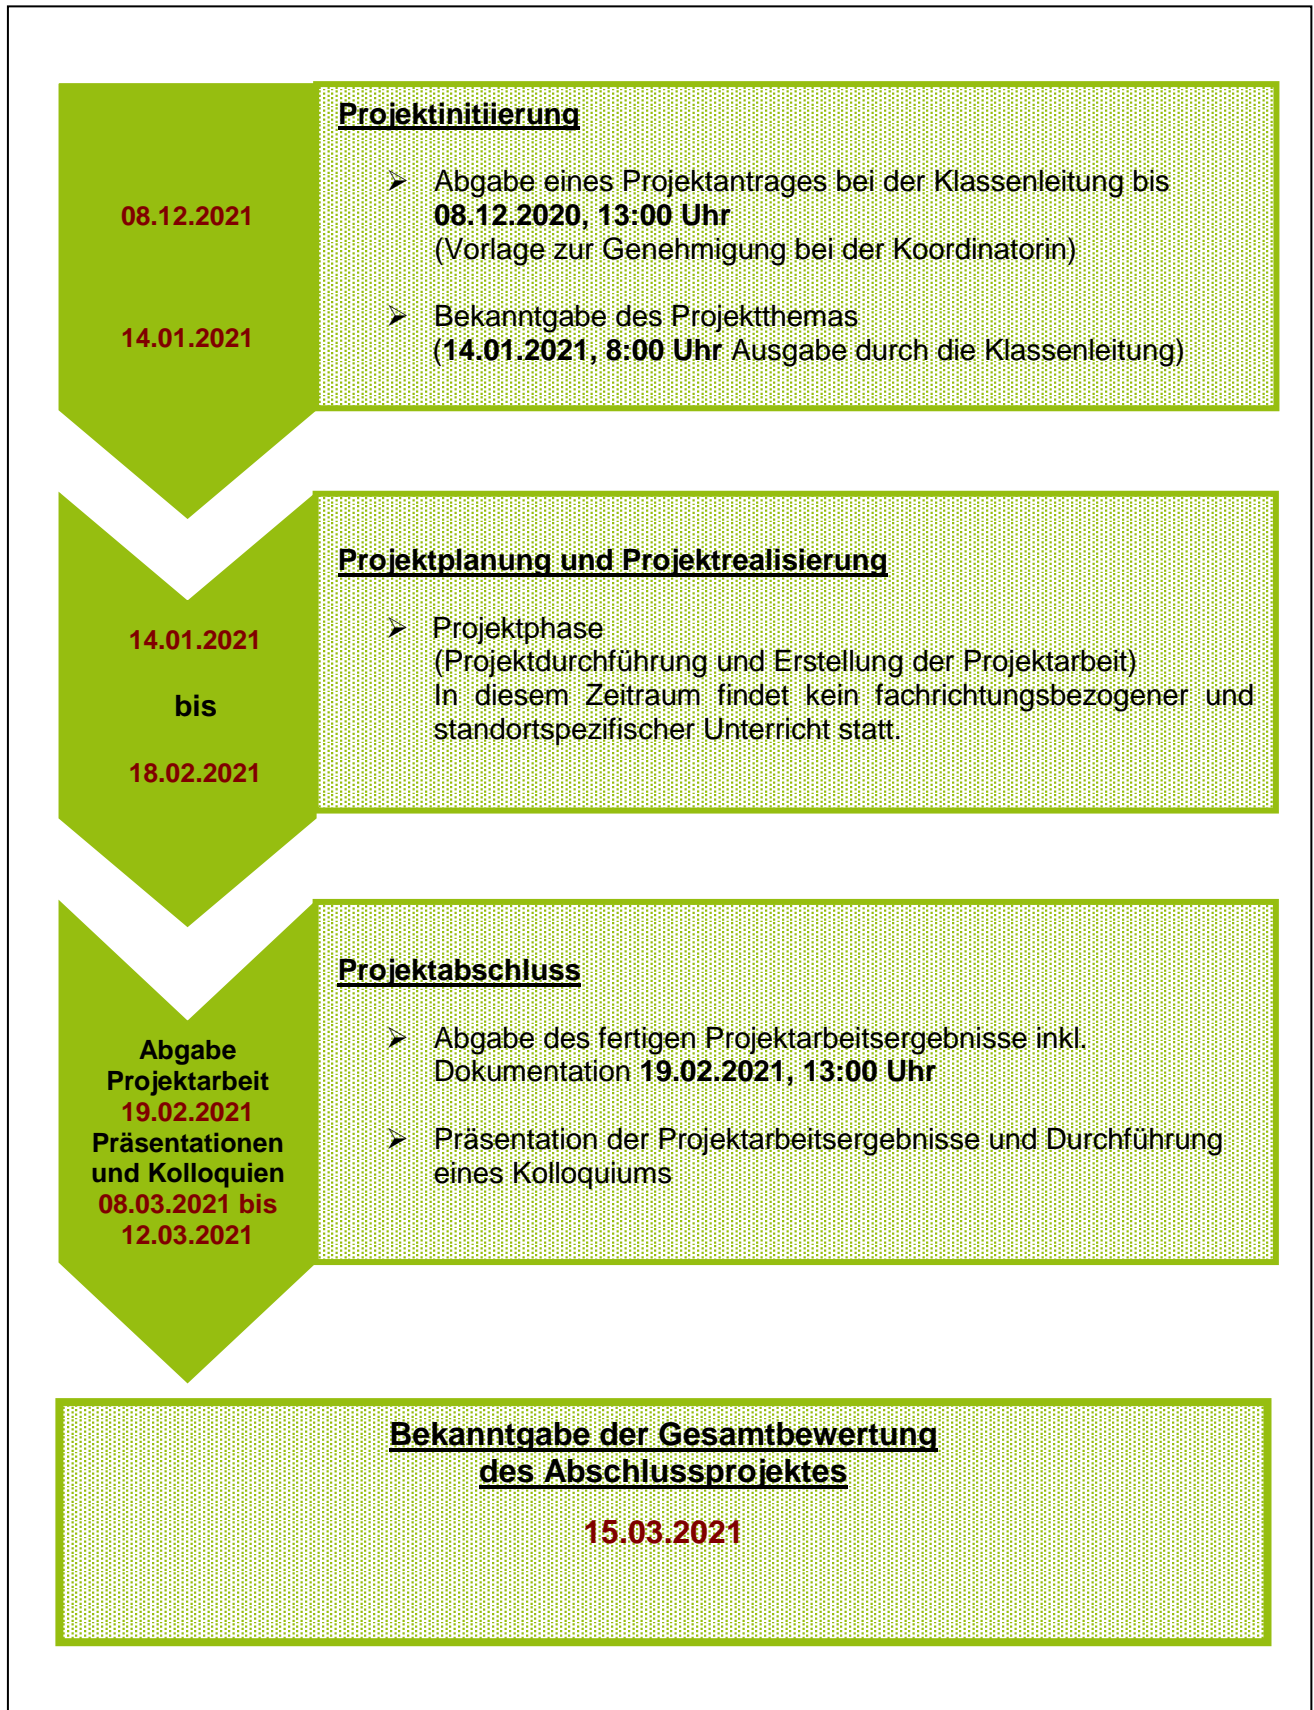 08.12.2021
14.01.2021
Projektinitiierung
➢ Abgabe eines Projektantrages bei der Klassenleitung bis
08.12.2020, 13:00 Uhr
(Vorlage zur Genehmigung bei der Koordinatorin)
➢ Bekanntgabe des Projektthemas
(14.01.2021, 8:00 Uhr Ausgabe durch die Klassenleitung)
14.01.2021
bis
18.02.2021
Projektplanung und Projektrealisierung
➢ Projektphase
(Projektdurchführung und Erstellung der Projektarbeit)
In diesem Zeitraum findet kein fachrichtungsbezogener und
standortspezifischer Unterricht statt.
Abgabe
Projektarbeit
19.02.2021
Präsentationen
und Kolloquien
08.03.2021 bis
12.03.2021
Projektabschluss
➢ Abgabe des fertigen Projektarbeitsergebnisse inkl.
Dokumentation 19.02.2021, 13:00 Uhr
➢ Präsentation der Projektarbeitsergebnisse und Durchführung
eines Kolloquiums
Bekanntgabe der Gesamtbewertung
des Abschlussprojektes
15.03.2021